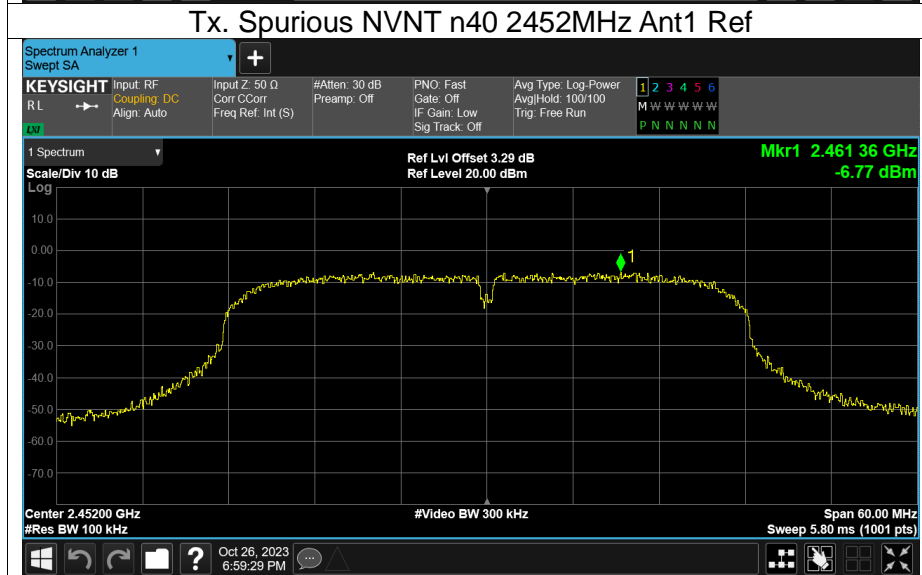 Tx. Spurious NVNT n40 2452MHz Ant1 Ref
Spectrum Analyzer 1
Swept SA
+
KEYSIGHT
RL
LXI
Input: RF
Coupling: DC
Align: Auto
Input Z: 50 Ω
Corr CCorr
Freq Ref: Int (S)
#Atten: 30 dB
Preamp: Off
PNO: Fast
Gate: Off
IF Gain: Low
Sig Track: Off
Avg Type: Log-Power
Avg|Hold: 100/100
Trig: Free Run
1 2 3 4 5 6
M W W W W W
P N N N N N
1 Spectrum
Scale/Div 10 dB
Ref Lvl Offset 3.29 dB
Ref Level 20.00 dBm
Mkr1 2.461 36 GHz
-6.77 dBm
Log
10.0
0.00
-10.0
-20.0
-30.0
-40.0
-50.0
-60.0
-70.0
1
Center 2.45200 GHz
#Res BW 100 kHz
#Video BW 300 kHz
Span 60.00 MHz
Sweep 5.80 ms (1001 pts)
?
Oct 26, 2023
6:59:29 PM